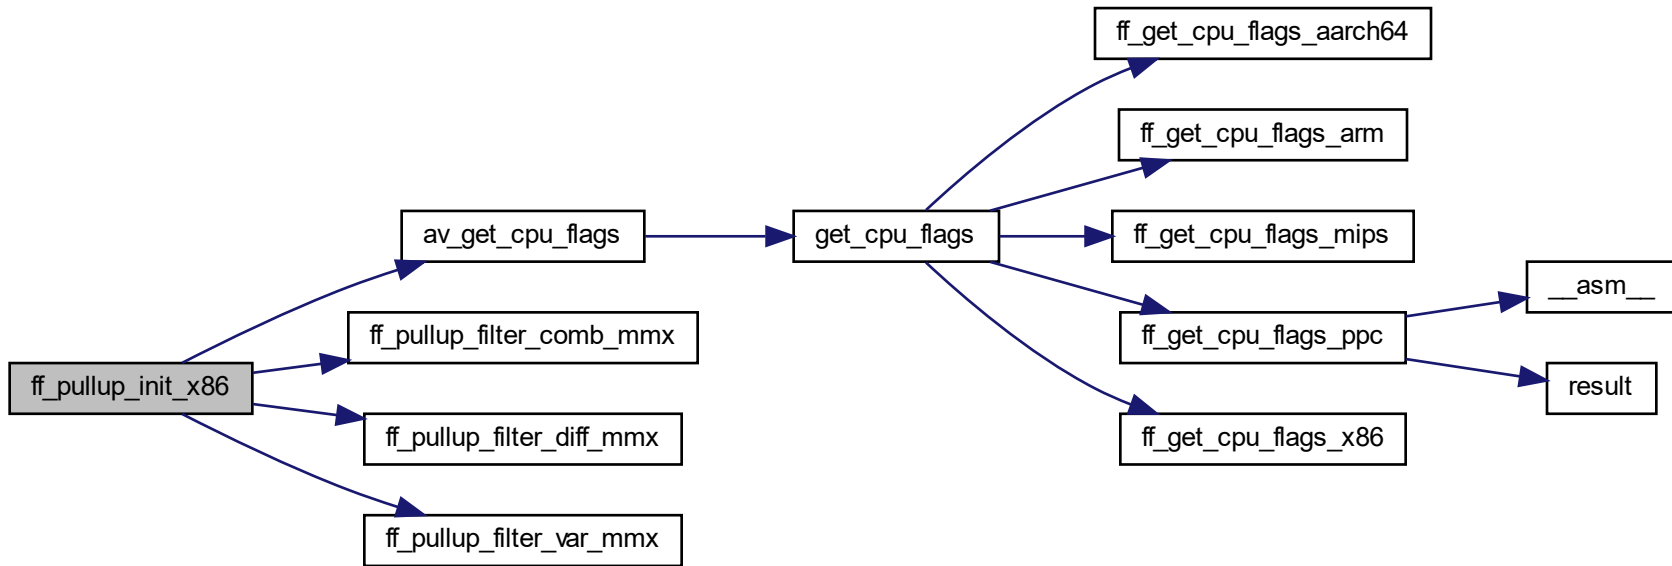 ff_get_cpu_flags_aarch64
ff_get_cpu_flags_arm
av_get_cpu_flags
get_cpu_flags
ff_get_cpu_flags_mips
__asm__
ff_pullup_filter_comb_mmx
ff_get_cpu_flags_ppc
ff_pullup_init_x86
result
ff_pullup_filter_diff_mmx
ff_get_cpu_flags_x86
ff_pullup_filter_var_mmx